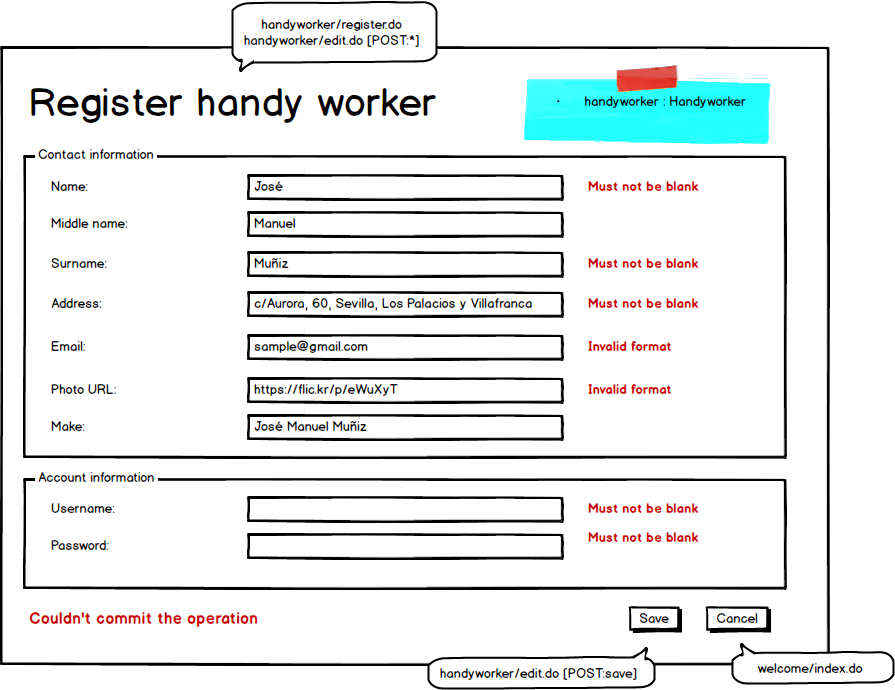 handyworker/register.do
handyworker/edit.do [POST:*]
Register handy worker
· handyworker : Handyworker
Contact information
Name: José Must not be blank
Middle name: Manuel
Surname: Muñiz Must not be blank
Address: c/Aurora, 60, Sevilla, Los Palacios y Villafranca Must not be blank
Email: sample@gmail.com Invalid format
Photo URL: https://flic.kr/p/eWuXyT Invalid format
Make: José Manuel Muñiz
Account information
Username: Must not be blank
Password: Must not be blank
Couldn't commit the operation Save Cancel
handyworker/edit.do [POST:save] welcome/index.do